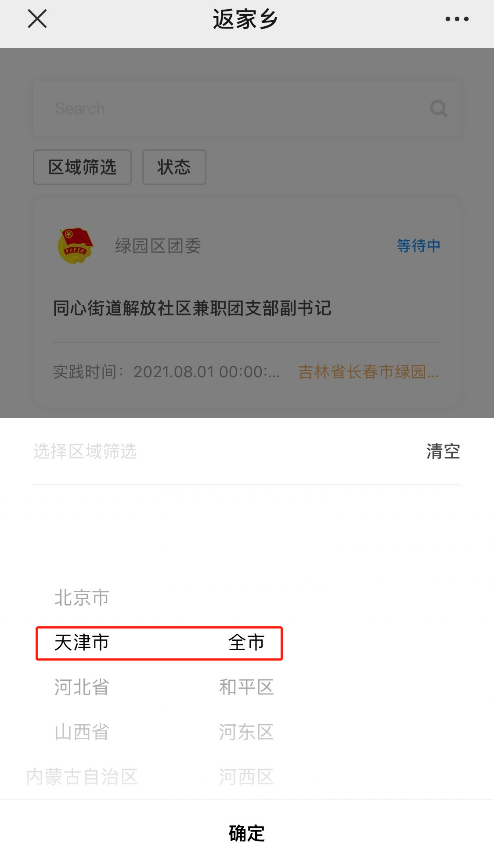 返家乡
Search
区域筛选 状态
绿园区团委 等待中
同心街道解放社区兼职团支部副书记
实践时间：2021.08.01 00:00:... 吉林省长春市绿园...
选择区域筛选 清空
北京市
天津市 全市
河北省 和平区
山西省 河东区
内蒙古自治区 河西区
确定